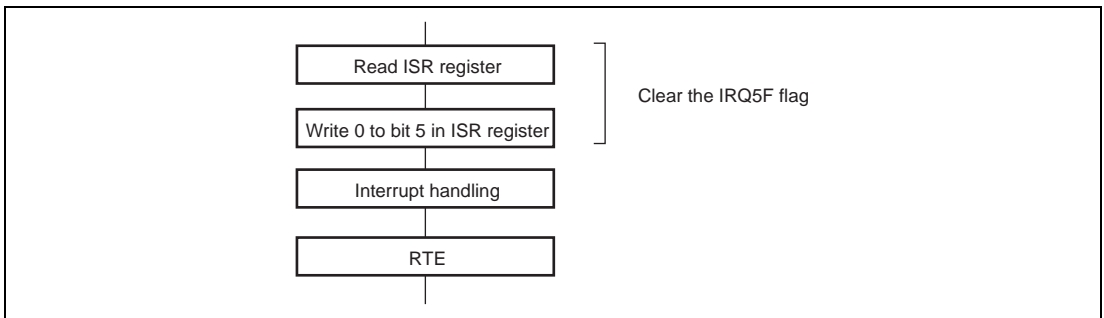 Read ISR register
Clear the IRQ5F flag
Write 0 to bit 5 in ISR register
Interrupt handling
RTE